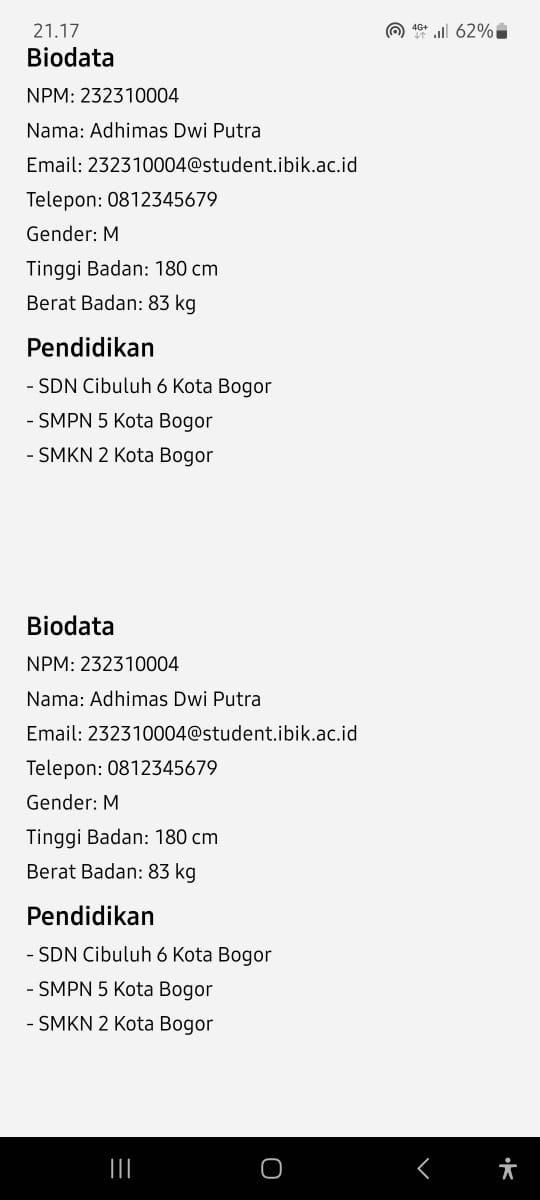 21.17
4G+ 62%
Biodata
NPM: 232310004
Nama: Adhimas Dwi Putra
Email: 232310004@student.ibik.ac.id
Telepon: 0812345679
Gender: M
Tinggi Badan: 180 cm
Berat Badan: 83 kg
Pendidikan
- SDN Cibuluh 6 Kota Bogor
- SMPN 5 Kota Bogor
- SMKN 2 Kota Bogor
Biodata
NPM: 232310004
Nama: Adhimas Dwi Putra
Email: 232310004@student.ibik.ac.id
Telepon: 0812345679
Gender: M
Tinggi Badan: 180 cm
Berat Badan: 83 kg
Pendidikan
- SDN Cibuluh 6 Kota Bogor
- SMPN 5 Kota Bogor
- SMKN 2 Kota Bogor